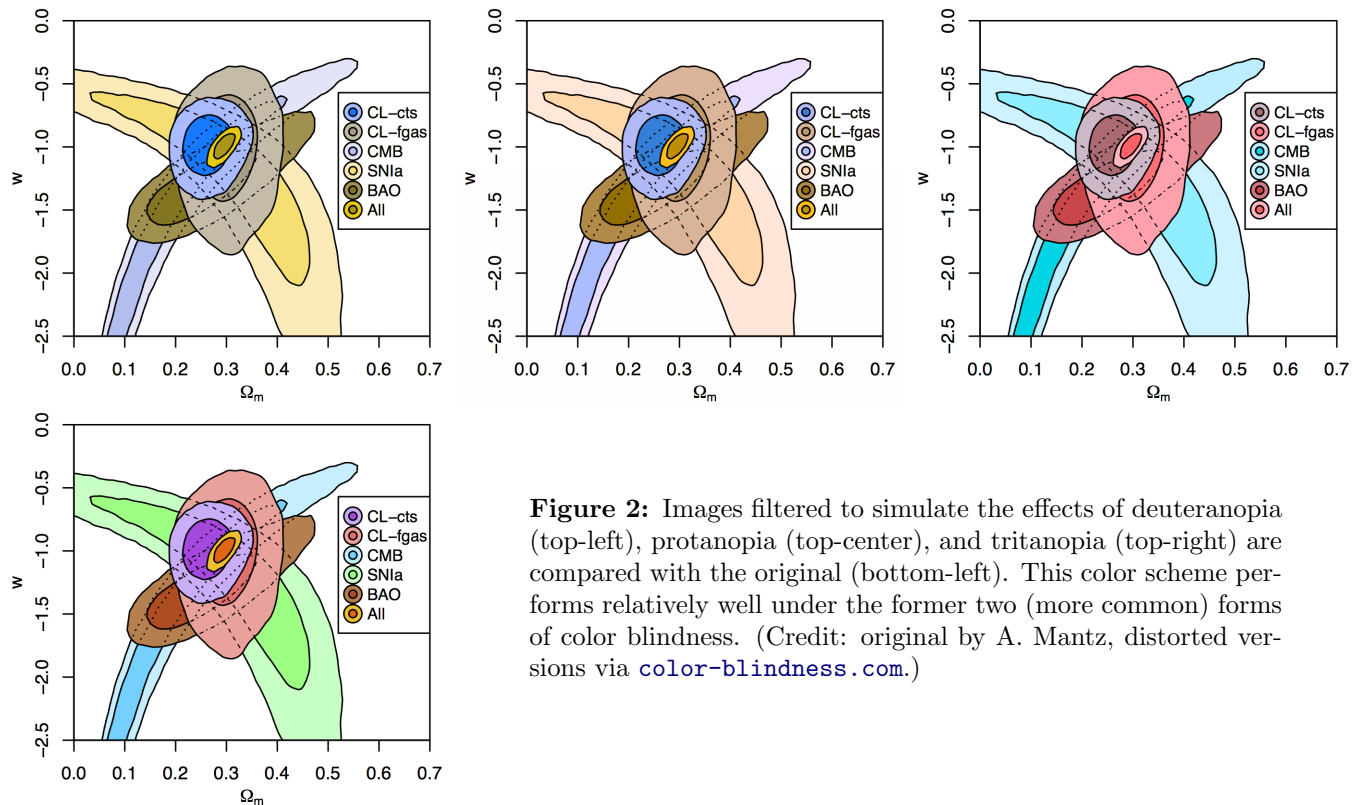 0.0
−0.5
−1.0
−1.5
−2.0
−2.5
w
CL−cts
CL−fgas
CMB
SNIa
BAO
All
0.0 0.1 0.2 0.3 0.4 0.5 0.6 0.7
Ωm
0.0
−0.5
−1.0
−1.5
−2.0
−2.5
w
CL−cts
CL−fgas
CMB
SNIa
BAO
All
0.0 0.1 0.2 0.3 0.4 0.5 0.6 0.7
Ωm
0.0
−0.5
−1.0
−1.5
−2.0
−2.5
w
CL−cts
CL−fgas
CMB
SNIa
BAO
All
0.0 0.1 0.2 0.3 0.4 0.5 0.6 0.7
Ωm
0.0
−0.5
−1.0
−1.5
−2.0
−2.5
w
CL−cts
CL−fgas
CMB
SNIa
BAO
All
0.0 0.1 0.2 0.3 0.4 0.5 0.6 0.7
Ωm
Figure 2: Images filtered to simulate the effects of deuteranopia
(top-left), protanopia (top-center), and tritanopia (top-right) are
compared with the original (bottom-left). This color scheme per-
forms relatively well under the former two (more common) forms
of color blindness. (Credit: original by A. Mantz, distorted ver-
sions via color-blindness.com.)